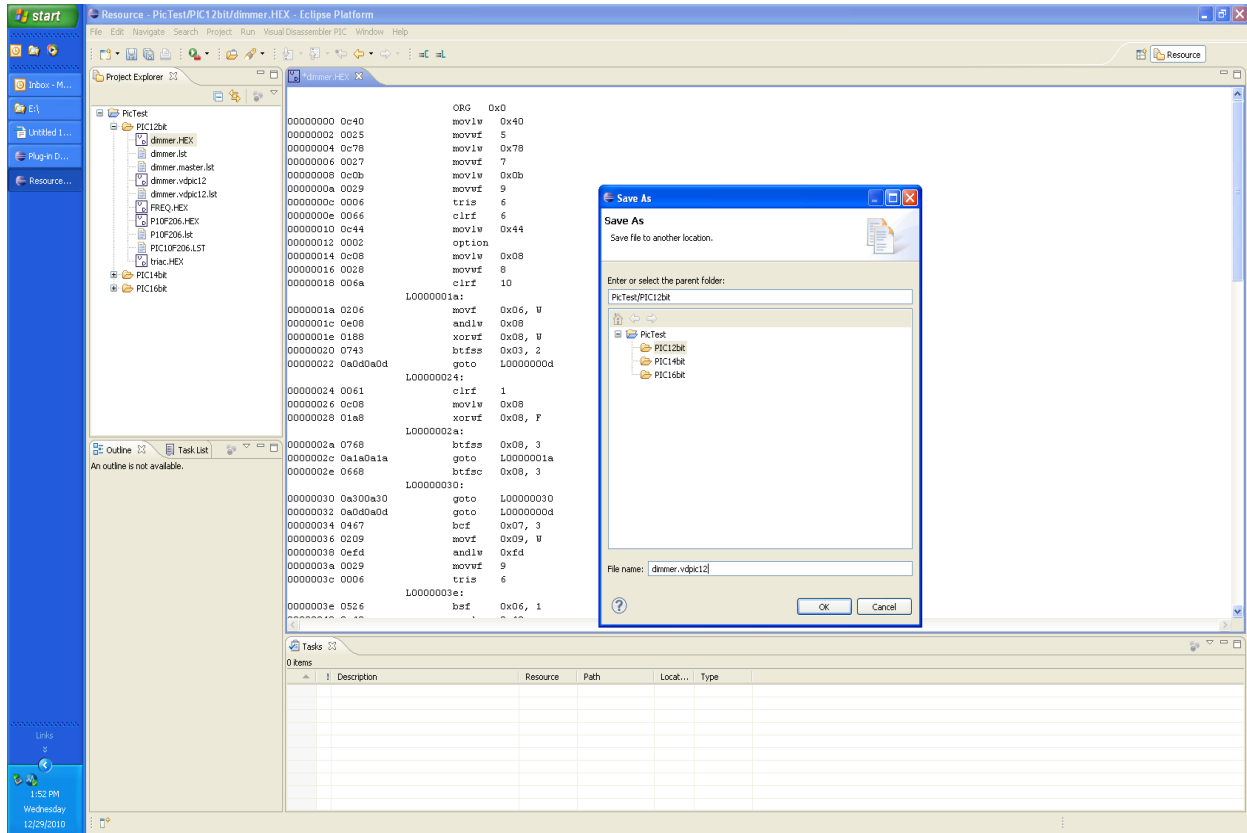 start
Resource - PicTest/PIC12bit/dimmer.HEX - Eclipse Platform
File Edit Navigate Search Project Run Visual Disassembler PIC Window Help
Resource
Inbox - M...
E:\
Untitled 1...
Plug-in D...
Resource...
Project Explorer
PicTest
PIC12bit
dimmer.HEX
dimmer.lst
dimmer.master.lst
dimmer.vdpic12
dimmer.vdpic12.lst
FREQ.HEX
P10F206.HEX
P10F206.lst
PIC10F206.LST
triac.HEX
PIC14bit
PIC16bit
Outline
Task List
An outline is not available.
*dimmer.HEX
ORG 0x0
00000000 0c40 movlw 0x40
00000002 0025 movwf 5
00000004 0c78 movlw 0x78
00000006 0027 movwf 7
00000008 0c0b movlw 0x0b
0000000a 0029 movwf 9
0000000c 0006 tris 6
0000000e 0066 clrf 6
00000010 0c44 movlw 0x44
00000012 0002 option
00000014 0c08 movlw 0x08
00000016 0028 movwf 8
00000018 006a clrf 10
L0000001a:
0000001a 0206 movf 0x06, W
0000001c 0e08 andlw 0x08
0000001e 0188 xorwf 0x08, W
00000020 0743 btfss 0x03, 2
00000022 0a0d0a0d goto L0000000d
L00000024:
00000024 0061 clrf 1
00000026 0c08 movlw 0x08
00000028 01a8 xorwf 0x08, F
L0000002a:
0000002a 0768 btfss 0x08, 3
0000002c 0a1a0a1a goto L0000001a
0000002e 0668 btfsc 0x08, 3
L00000030:
00000030 0a300a30 goto L00000030
00000032 0a0d0a0d goto L0000000d
00000034 0467 bcf 0x07, 3
00000036 0209 movf 0x09, W
00000038 0efd andlw 0xfd
0000003a 0029 movwf 9
0000003c 0006 tris 6
L0000003e:
0000003e 0526 bsf 0x06, 1
Save As
Save As
Save file to another location.
Enter or select the parent folder:
PicTest/PIC12bit
PicTest
PIC12bit
PIC14bit
PIC16bit
File name: dimmer.vdpic12
OK Cancel
Tasks
0 items
! Description Resource Path Locat... Type
Links
1:52 PM
Wednesday
12/29/2010